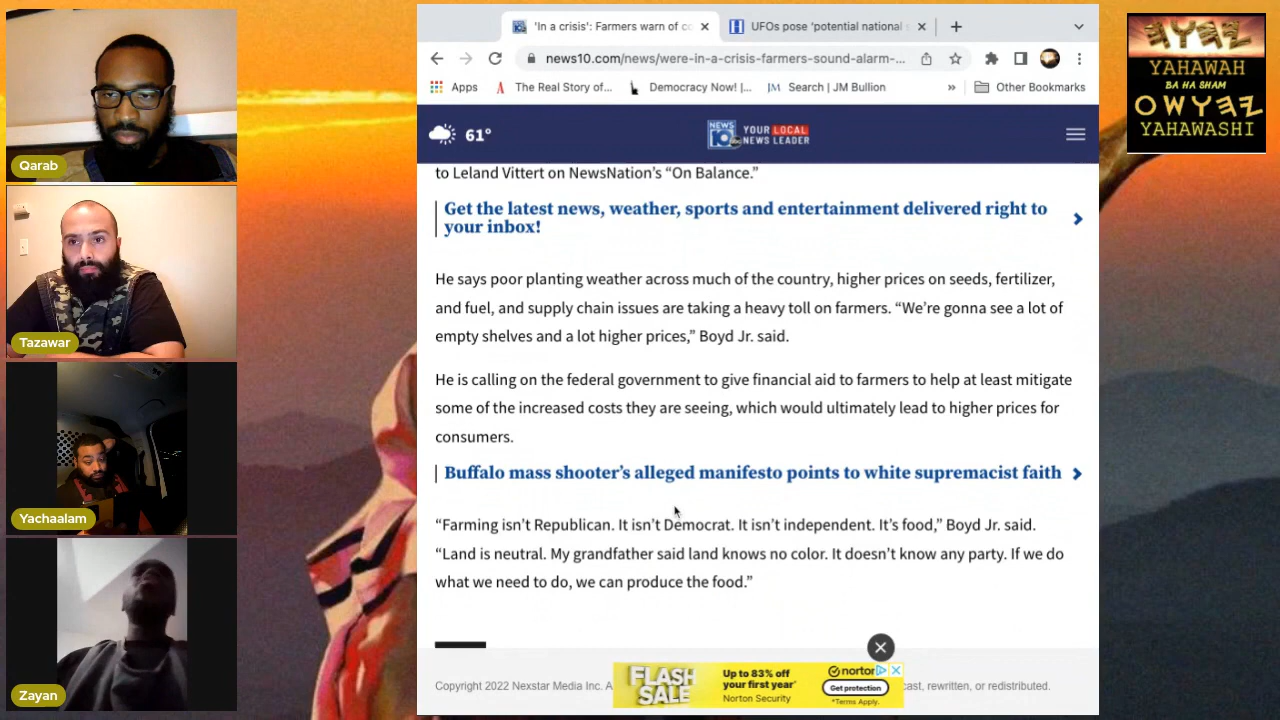 Qarab
Tazawar
Yachaalam
Zayan
'In a crisis': Farmers warn of co
UFOs pose 'potential national s
news10.com/news/were-in-a-crisis-farmers-sound-alarm-...
Apps
The Real Story of...
Democracy Now! |...
JM
Search | JM Bullion
»
Other Bookmarks
61°
NEWS
10
abc
YOUR LOCAL
NEWS LEADER
to Leland Vittert on NewsNation's “On Balance.”
Get the latest news, weather, sports and entertainment delivered right to
your inbox!
He says poor planting weather across much of the country, higher prices on seeds, fertilizer,
and fuel, and supply chain issues are taking a heavy toll on farmers. “We’re gonna see a lot of
empty shelves and a lot higher prices,” Boyd Jr. said.
He is calling on the federal government to give financial aid to farmers to help at least mitigate
some of the increased costs they are seeing, which would ultimately lead to higher prices for
consumers.
Buffalo mass shooter’s alleged manifesto points to white supremacist faith
“Farming isn’t Republican. It isn’t Democrat. It isn’t independent. It’s food,” Boyd Jr. said.
“Land is neutral. My grandfather said land knows no color. It doesn’t know any party. If we do
what we need to do, we can produce the food.”
Copyright 2022 Nexstar Media Inc. A
cast, rewritten, or redistributed.
FLASH
SALE
Up to 83% off
your first year*
Norton Security
norton
Get protection
*Terms Apply.
YAHAWAH
BA HA SHAM
YAHAWASHI